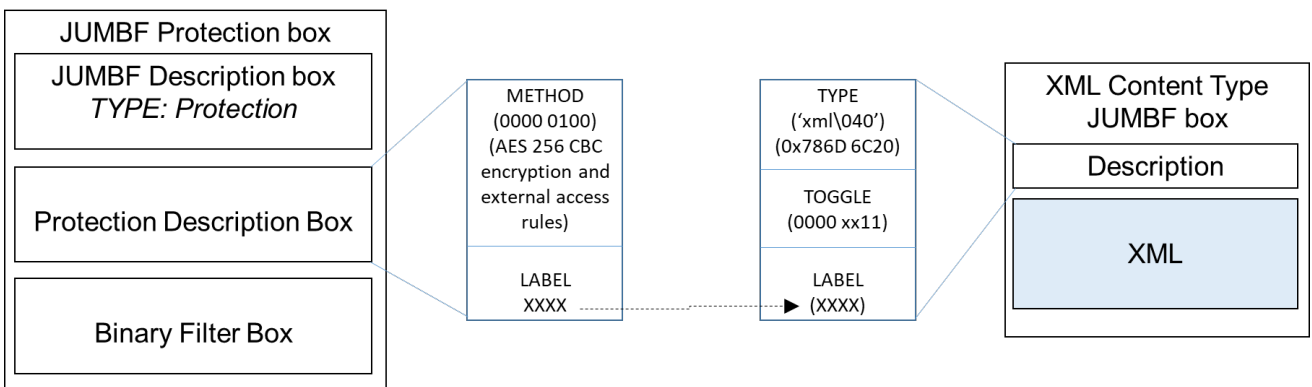 JUMBF Protection box
JUMBF Description box
TYPE: Protection
Protection Description Box
Binary Filter Box
METHOD
(0000 0100)
(AES 256 CBC
encryption and
external access
rules)
LABEL
XXXX
TYPE
(‘xml\040’)
(0x786D 6C20)
TOGGLE
(0000 xx11)
LABEL
(XXXX)
XML Content Type
JUMBF box
Description
XML